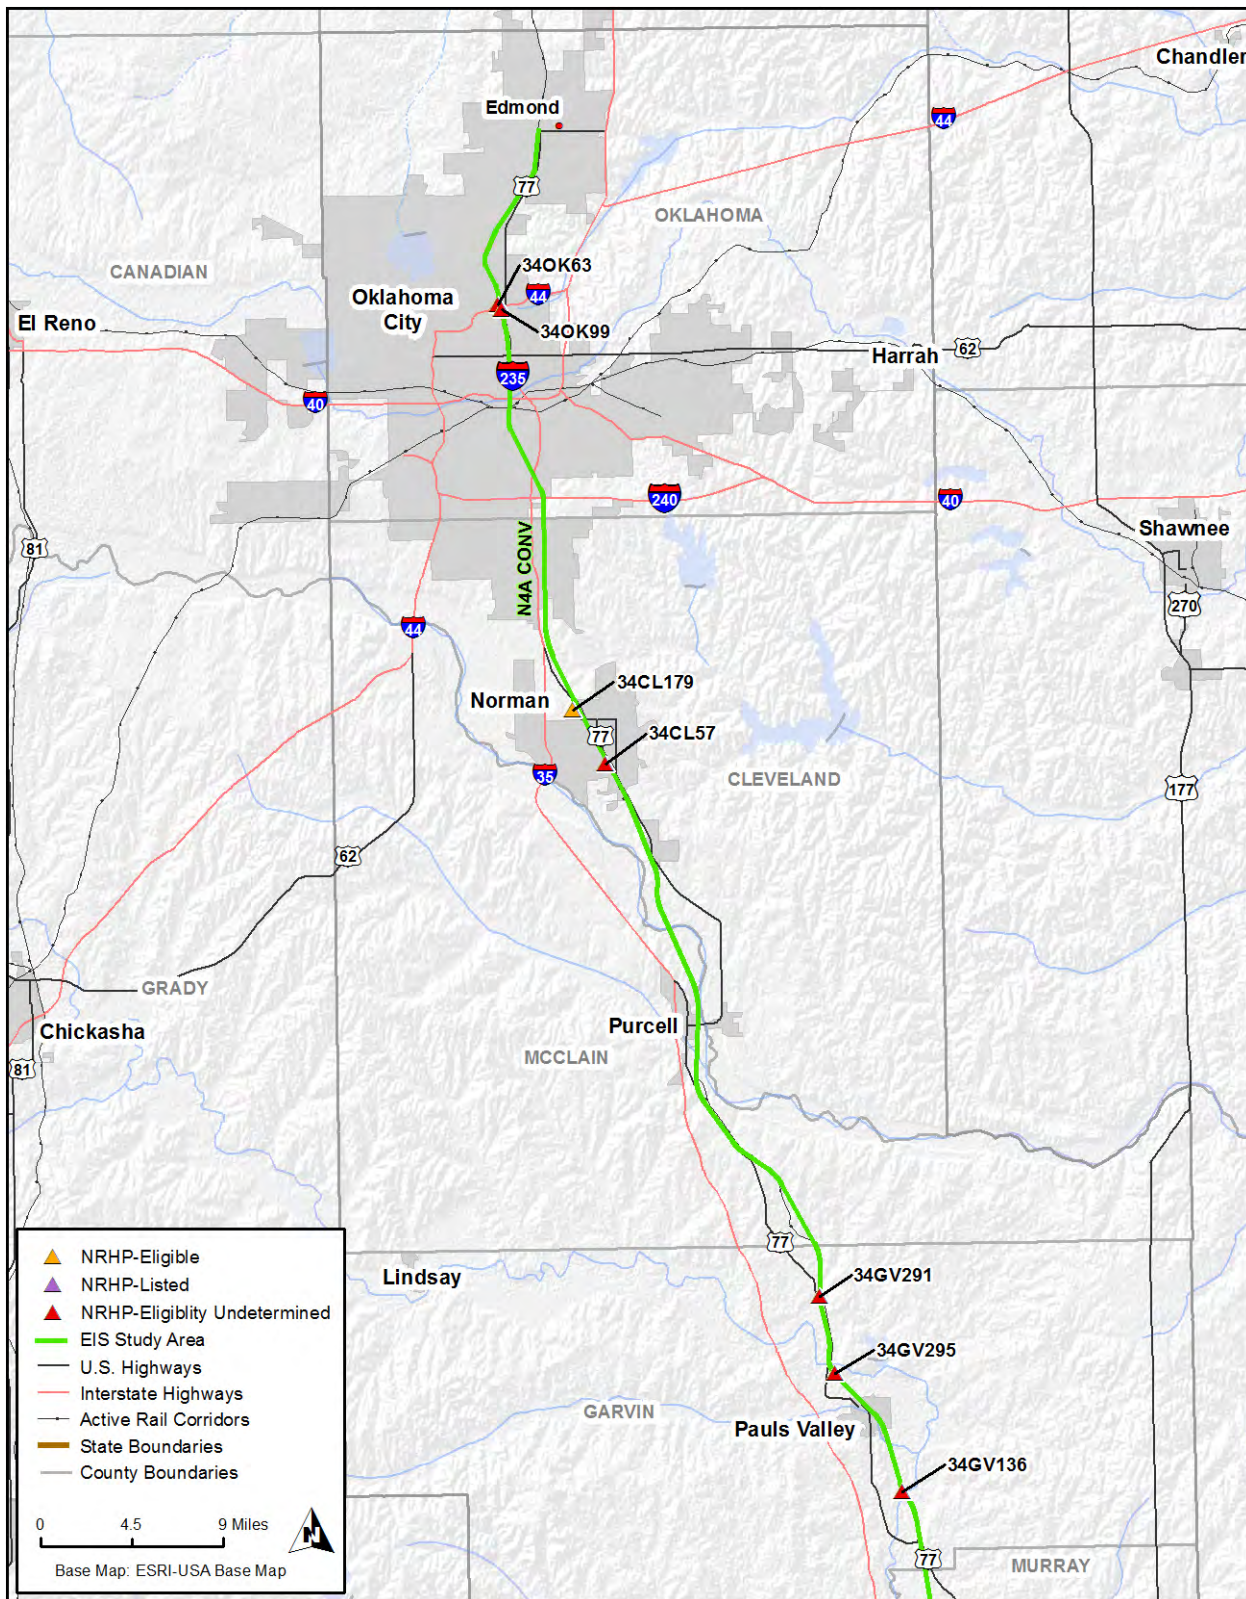 Chandler
Edmond
44
77
OKLAHOMA
CANADIAN
34OK63
44
Oklahoma
City
34OK99
El Reno
Harrah
62
235
40
240
40
Shawnee
81
N4A CONV
270
44
34CL179
Norman
77
34CL57
35
CLEVELAND
177
62
GRADY
Purcell
Chickasha
MCCLAIN
81
77
Lindsay
34GV291
34GV295
GARVIN
Pauls Valley
34GV136
77
MURRAY
NRHP-Eligible
NRHP-Listed
NRHP-Eligiblity Undetermined
EIS Study Area
U.S. Highways
Interstate Highways
Active Rail Corridors
State Boundaries
County Boundaries
0 4.5 9 Miles
N
Base Map: ESRI-USA Base Map